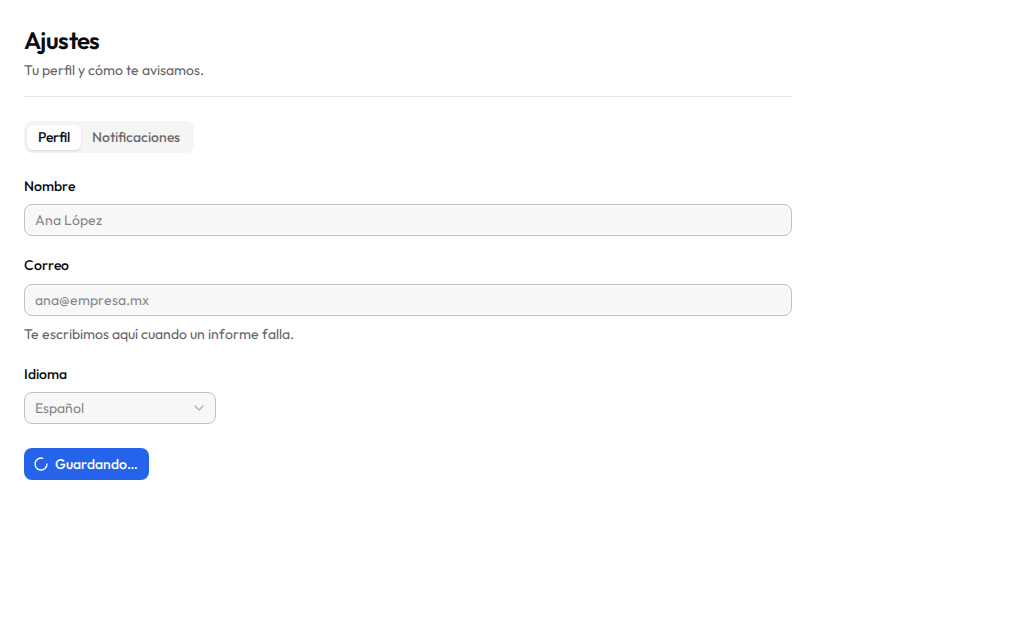 Ajustes
Tu perfil y cómo te avisamos.
Perfil
Notificaciones
Nombre
Ana López
Correo
ana@empresa.mx
Te escribimos aquí cuando un informe falla.
Idioma
Español
Guardando…